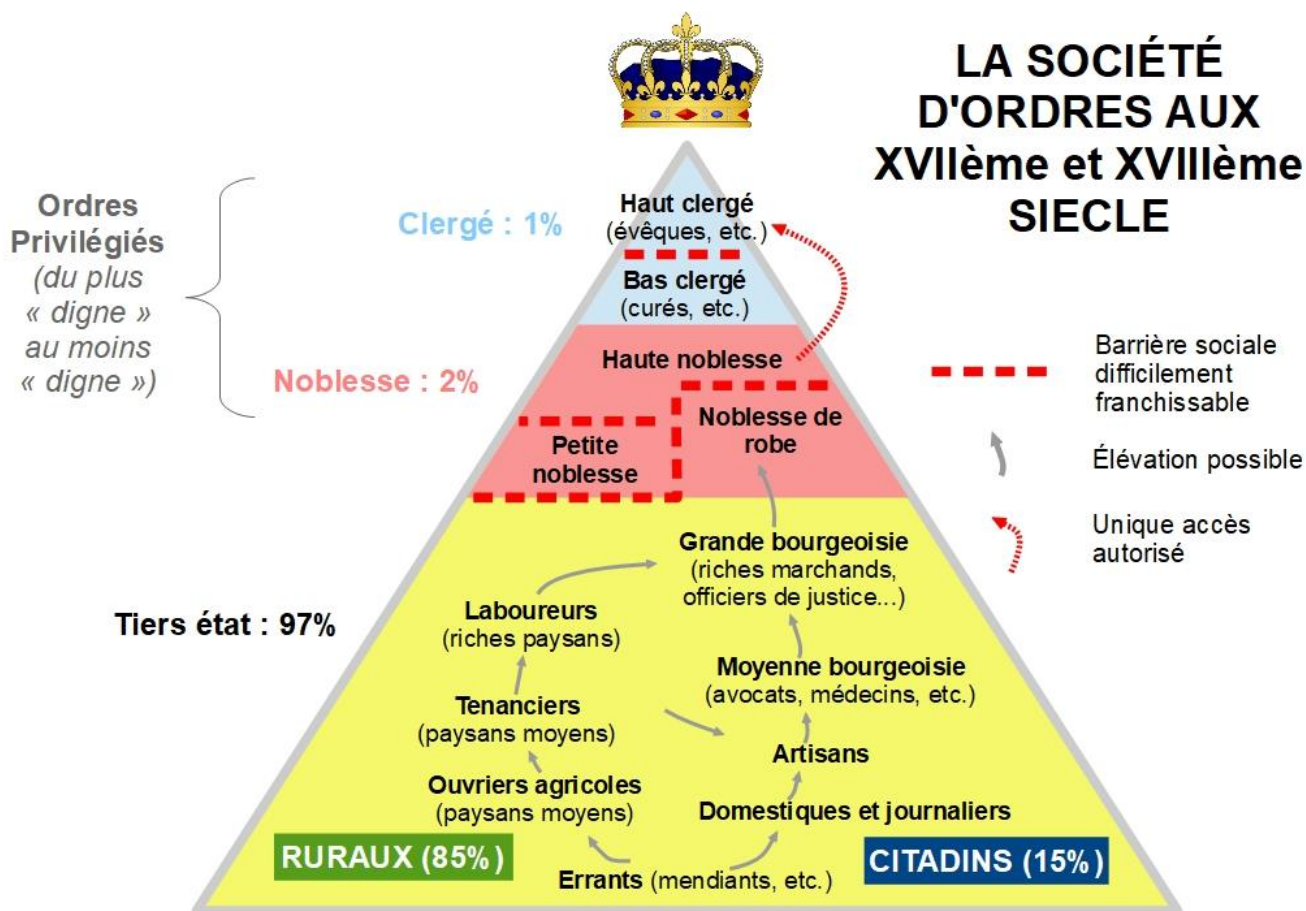 LA SOCIÉTÉ
D'ORDRES AUX
XVIIème et XVIIIème
SIECLE
Ordres
Privilégiés
(du plus
« digne »
au moins
« digne »)
Clergé : 1%
Haut clergé
(évêques, etc.)
Bas clergé
(curés, etc.)
Noblesse : 2%
Haute noblesse
Noblesse de
robe
Petite
noblesse
Barrière sociale
difficilement
franchissable
Élévation possible
Unique accès
autorisé
Tiers état : 97%
Grande bourgeoisie
(riches marchands,
officiers de justice...)
Laboureurs
(riches paysans)
Moyenne bourgeoisie
(avocats, médecins, etc.)
Tenanciers
(paysans moyens)
Artisans
Ouvriers agricoles
(paysans moyens)
Domestiques et journaliers
RURAUX (85%)
CITADINS (15%)
Errants (mendiants, etc.)